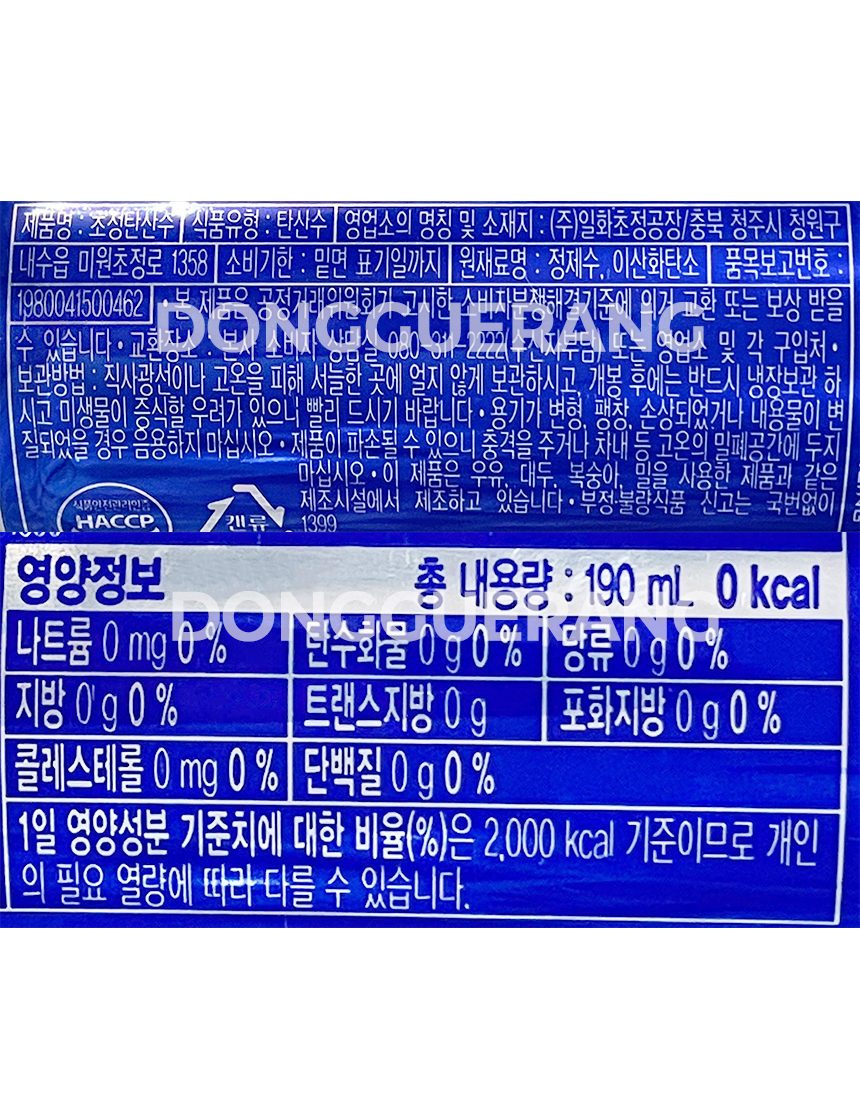 제품명 : 초정탄산수 식품유형 : 탄산수 영업소의 명칭 및 소재지 : (주)일화초정공장/충북 청주시 청원구
내수읍 미원초정로 1358 소비기한 : 밑면 표기일까지 원재료명 : 정제수, 이산화탄소 품목보고번호 :
1980041500462 • 본 제품은 공정거래위원회가 고시한 소비자분쟁해결기준에 의거 교환 또는 보상 받을
DONGGUERANG
수 있습니다 • 교환장소 : 본사 소비자 상담실 080-311-2222(수신자부담) 또는 영업소 및 각 구입처 •
보관방법 : 직사광선이나 고온을 피해 서늘한 곳에 얼지 않게 보관하시고, 개봉 후에는 반드시 냉장보관 하
시고 미생물이 증식할 우려가 있으니 빨리 드시기 바랍니다 • 용기가 변형, 팽창, 손상되었거나 내용물이 변
질되었을 경우 음용하지 마십시오 • 제품이 파손될 수 있으니 충격을 주거나 차내 등 고온의 밀폐공간에 두지
마십시오 • 이 제품은 우유, 대두, 복숭아, 밀을 사용한 제품과 같은
제조시설에서 제조하고 있습니다 • 부정·불량식품 신고는 국번없이
1399
식품안전관리인증
HACCP
캔류
영양정보 총 내용량 : 190 mL 0 kcal
DONGGUERANG
나트륨 0 mg 0 % 탄수화물 0 g 0 % 당류 0 g 0 %
지방 0 g 0 % 트랜스지방 0 g 포화지방 0 g 0 %
콜레스테롤 0 mg 0 % 단백질 0 g 0 %
1일 영양성분 기준치에 대한 비율(%)은 2,000 kcal 기준이므로 개인
의 필요 열량에 따라 다를 수 있습니다.